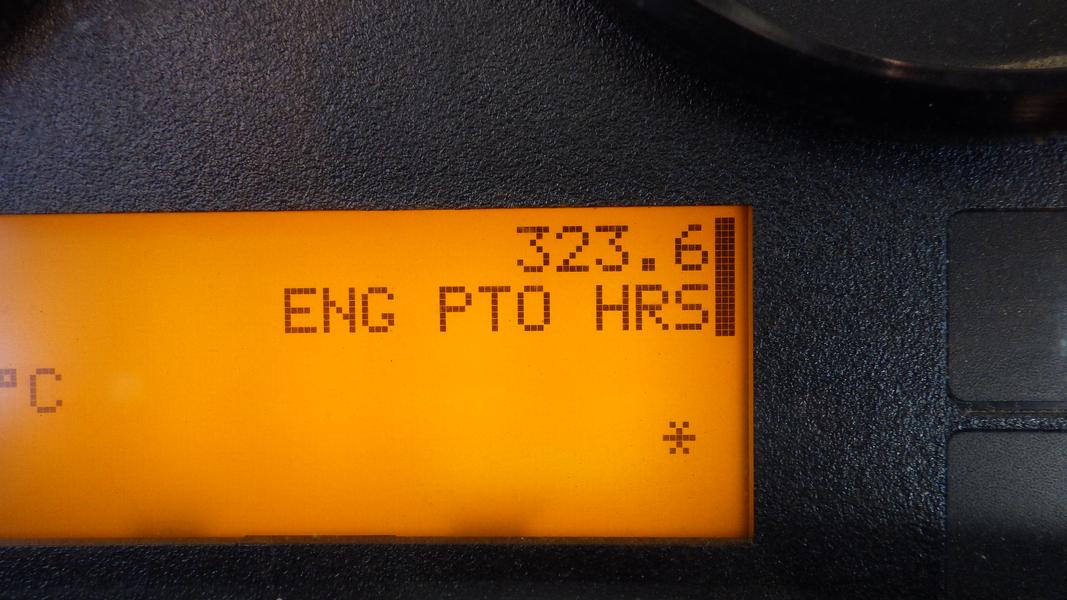 323.6
ENG PTO HRS
°C
*